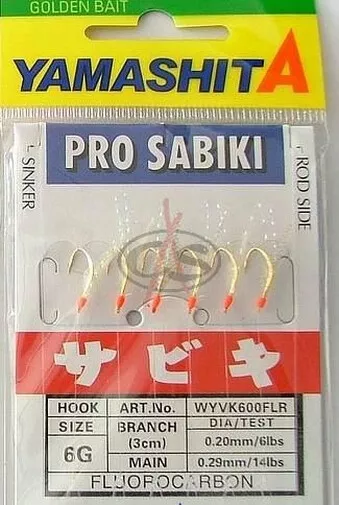 GOLDEN BAIT
YAMASHITA
PRO SABIKI
SINKER
ROD SIDE
サビキ
HOOK ART.No. WYVK600FLR
SIZE BRANCH DIA/TEST
6G (3cm) 0.20mm/6lbs
MAIN 0.29mm/14lbs
FLUOROCARBON